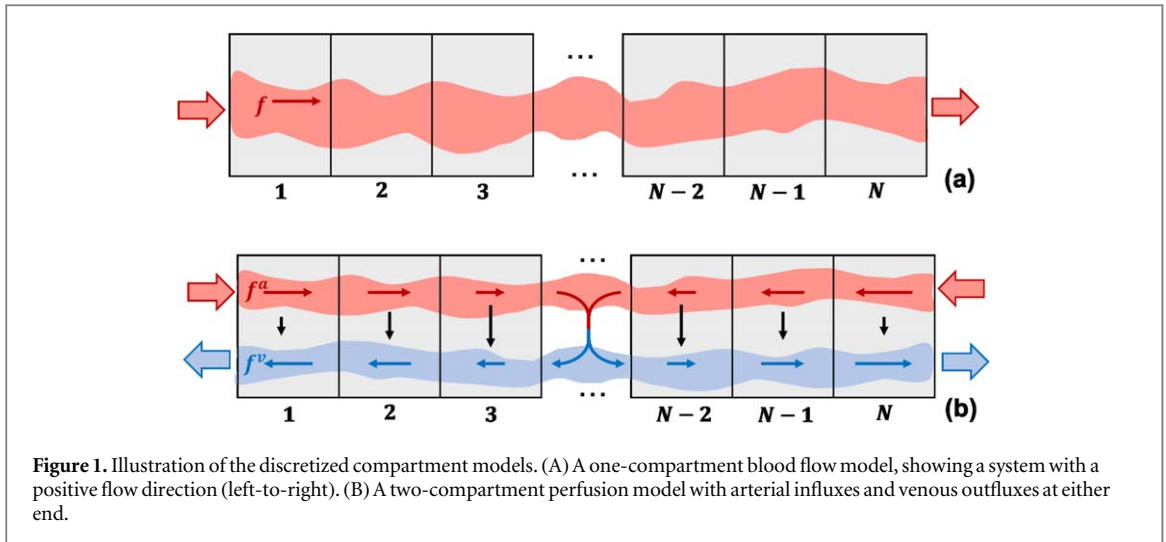 ...
f
...
1 2 3 N − 2 N − 1 N (a)
...
fᵃ
fᵛ
...
1 2 3 N − 2 N − 1 N (b)
Figure 1. Illustration of the discretized compartment models. (A) A one-compartment blood flow model, showing a system with a
positive flow direction (left-to-right). (B) A two-compartment perfusion model with arterial influxes and venous outfluxes at either
end.